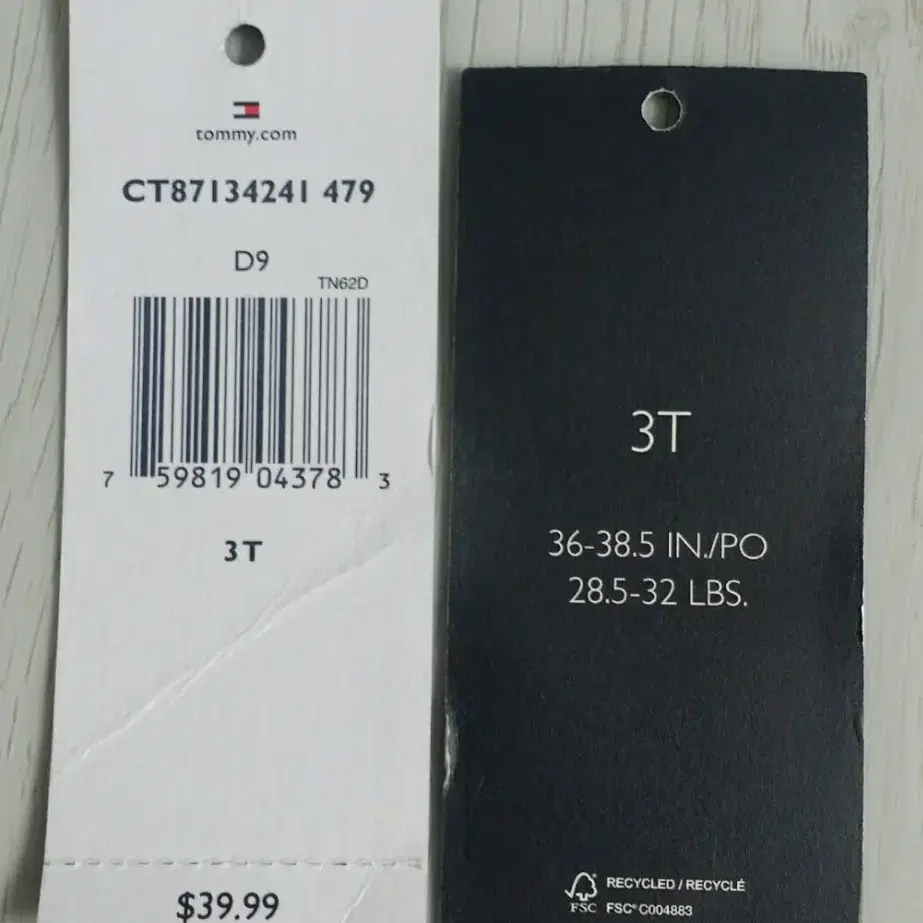 tommy.com
CT87134241 479
D9
TN62D
7 59819 04378 3
3T
$39.99
3T
36-38.5 IN./PO
28.5-32 LBS.
RECYCLED / RECYCLÉ
FSC FSC® C004883